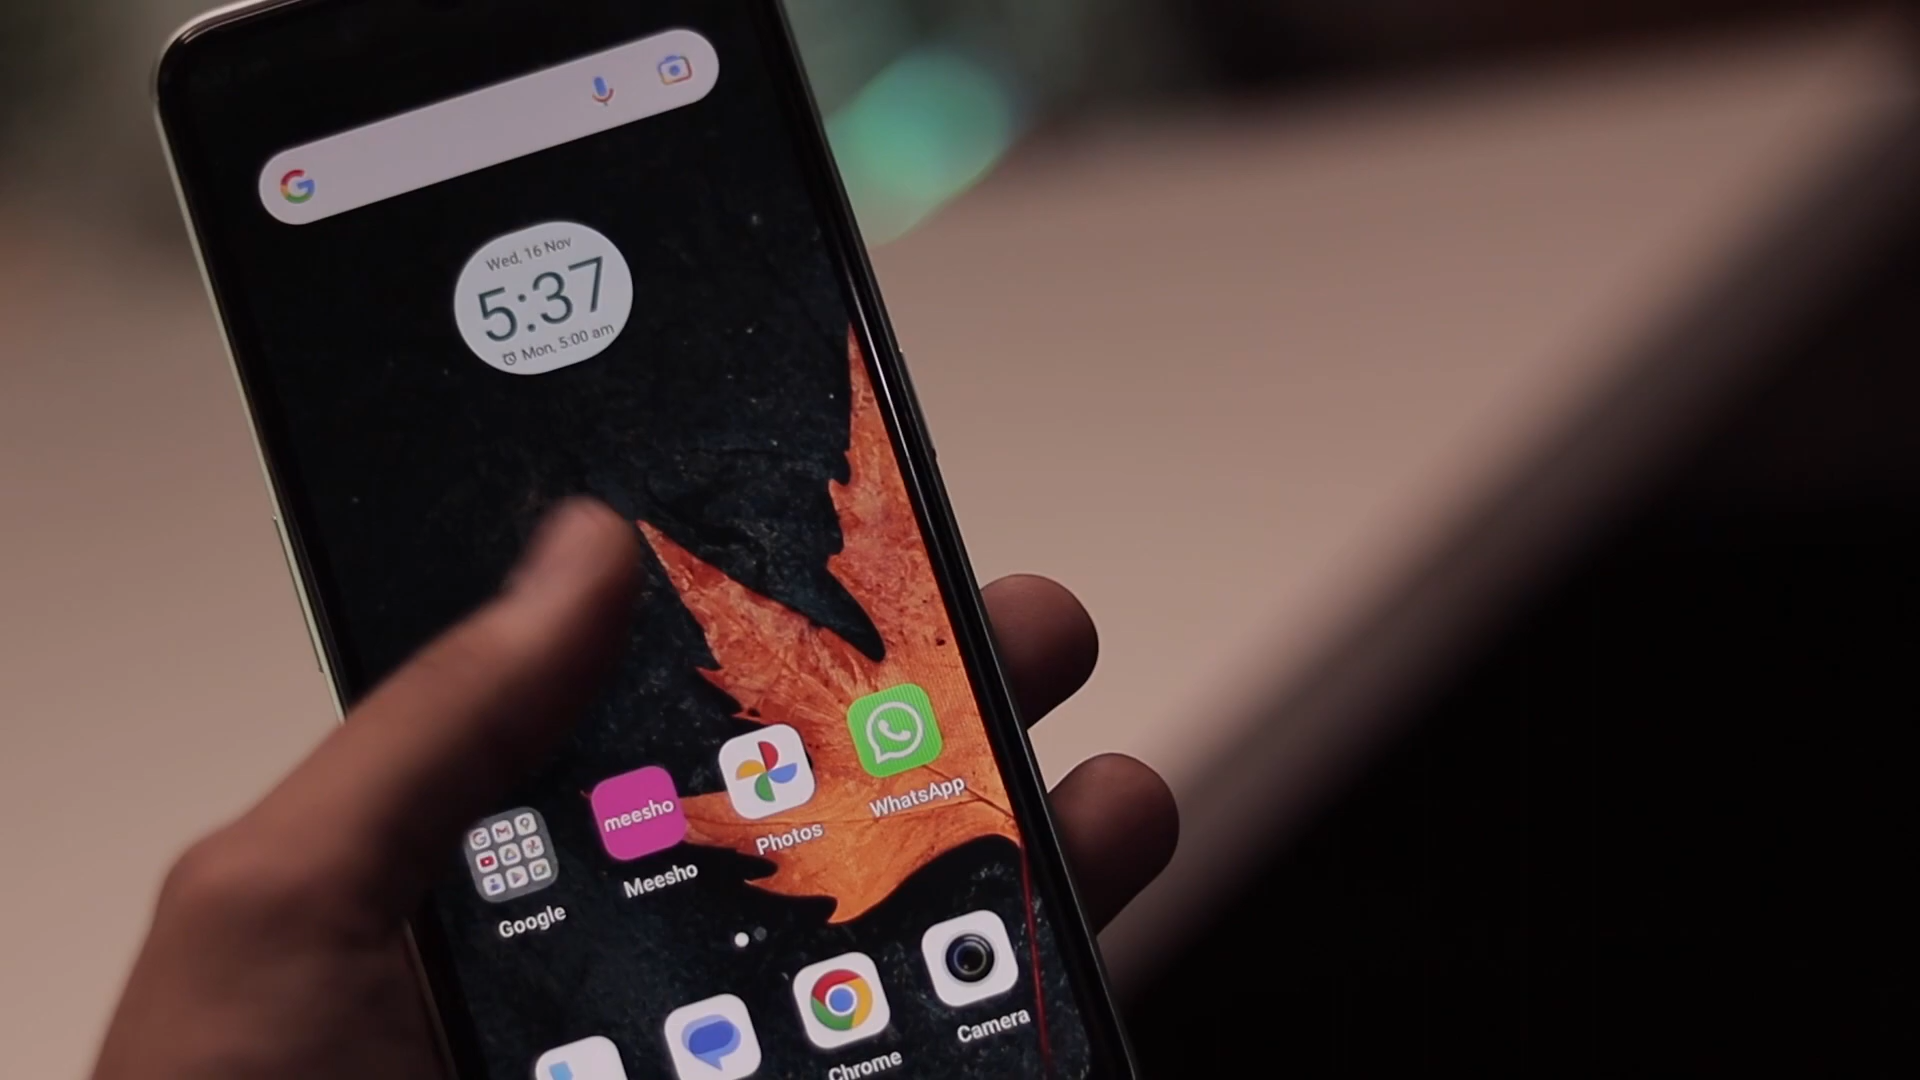 Wed, 16 Nov
5:37
Mon, 5:00 am
meesho
WhatsApp
Photos
Meesho
Google
Camera
Chrome